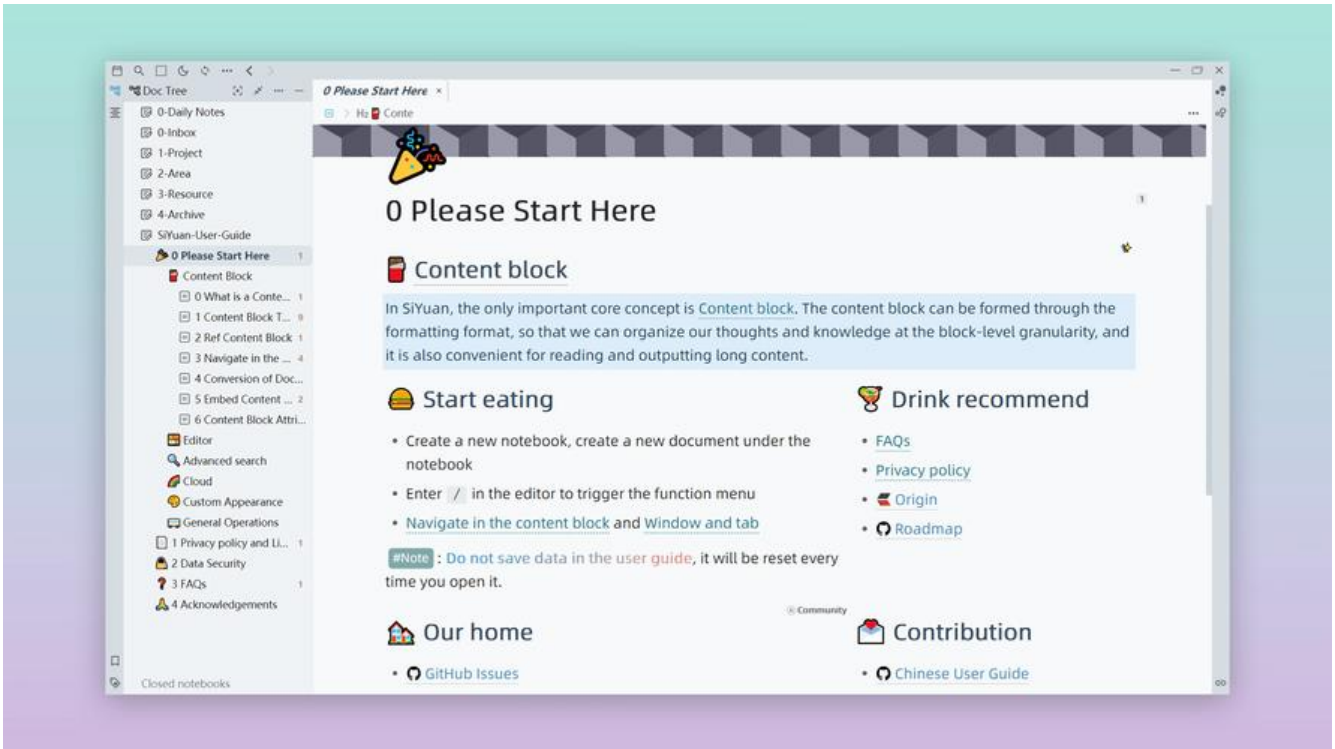 Doc Tree
0-Daily Notes
0-Inbox
1-Project
2-Area
3-Resource
4-Archive
SiYuan-User-Guide
0 Please Start Here 1
Content Block
0 What is a Conte... 1
1 Content Block T... 9
2 Ref Content Block 1
3 Navigate in the ... 4
4 Conversion of Doc...
5 Embed Content ... 2
6 Content Block Attri...
Editor
Advanced search
Cloud
Custom Appearance
General Operations
1 Privacy policy and Li... 1
2 Data Security
3 FAQs 1
4 Acknowledgements
Closed notebooks
0 Please Start Here ×
> H2 Conte
0 Please Start Here
1
Content block
In SiYuan, the only important core concept is Content block. The content block can be formed through the
formatting format, so that we can organize our thoughts and knowledge at the block-level granularity, and
it is also convenient for reading and outputting long content.
Start eating
• Create a new notebook, create a new document under the
notebook
• Enter / in the editor to trigger the function menu
• Navigate in the content block and Window and tab
#Note : Do not save data in the user guide, it will be reset every
time you open it.
Drink recommend
• FAQs
• Privacy policy
• Origin
• Roadmap
Community
Our home
• GitHub Issues
Contribution
• Chinese User Guide